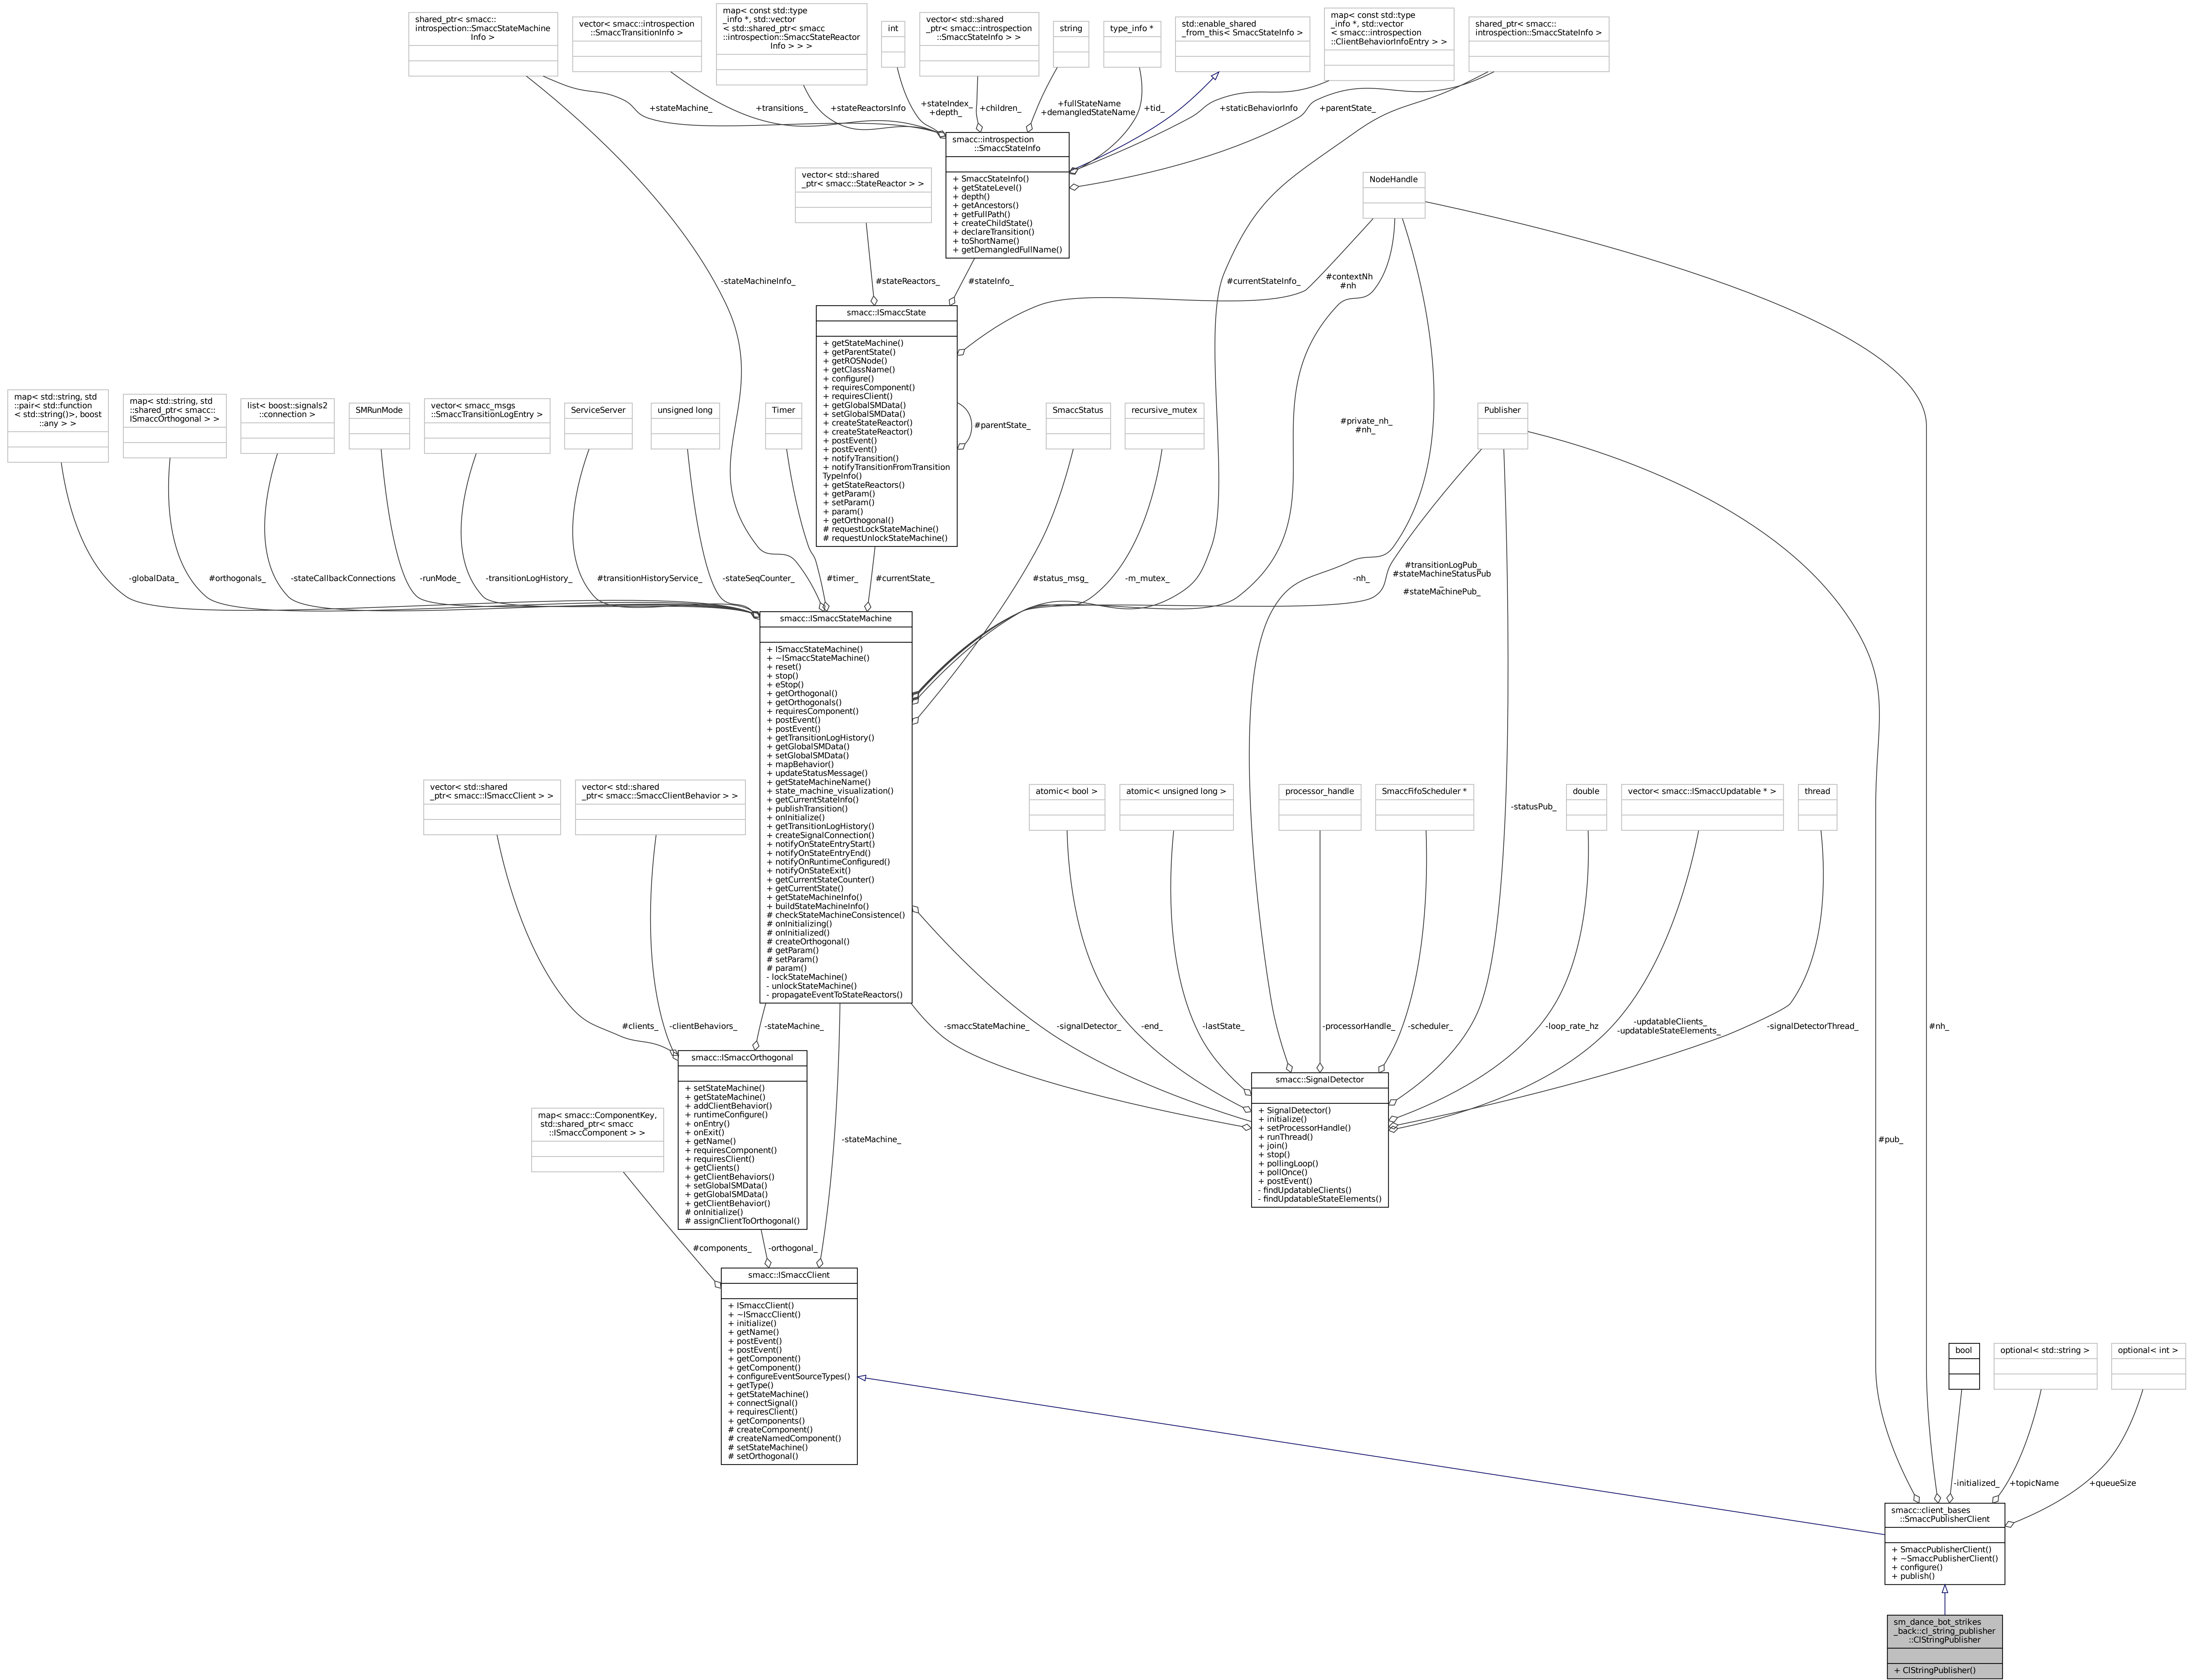 shared_ptr< smacc::
introspection::SmaccStateMachine
Info >
vector< smacc::introspection
::SmaccTransitionInfo >
map< const std::type
_info *, std::vector
< std::shared_ptr< smacc
::introspection::SmaccStateReactor
Info > > >
int
vector< std::shared
_ptr< smacc::introspection
::SmaccStateInfo > >
string
type_info *
std::enable_shared
_from_this< SmaccStateInfo >
map< const std::type
_info *, std::vector
< smacc::introspection
::ClientBehaviorInfoEntry > >
shared_ptr< smacc::
introspection::SmaccStateInfo >
+stateMachine_
+transitions_
+stateReactorsInfo
+stateIndex_
+depth_
+children_
+fullStateName
+demangledStateName
+tid_
+staticBehaviorInfo
+parentState_
smacc::introspection
::SmaccStateInfo
+ SmaccStateInfo()
+ getStateLevel()
+ depth()
+ getAncestors()
+ getFullPath()
+ createChildState()
+ declareTransition()
+ toShortName()
+ getDemangledFullName()
vector< std::shared
_ptr< smacc::StateReactor > >
NodeHandle
-stateMachineInfo_
#stateReactors_
#stateInfo_
#currentStateInfo_
#contextNh
#nh
smacc::ISmaccState
+ getStateMachine()
+ getParentState()
+ getROSNode()
+ getClassName()
+ configure()
+ requiresComponent()
+ requiresClient()
+ getGlobalSMData()
+ setGlobalSMData()
+ createStateReactor()
+ createStateReactor()
+ postEvent()
+ postEvent()
+ notifyTransition()
+ notifyTransitionFromTransition
TypeInfo()
+ getStateReactors()
+ getParam()
+ setParam()
+ param()
+ getOrthogonal()
# requestLockStateMachine()
# requestUnlockStateMachine()
#parentState_
map< std::string, std
::pair< std::function
< std::string()>, boost
::any > >
map< std::string, std
::shared_ptr< smacc::
ISmaccOrthogonal > >
list< boost::signals2
::connection >
SMRunMode
vector< smacc_msgs
::SmaccTransitionLogEntry >
ServiceServer
unsigned long
Timer
SmaccStatus
recursive_mutex
#private_nh_
#nh_
Publisher
-globalData_
#orthogonals_
-stateCallbackConnections
-runMode_
-transitionLogHistory_
#transitionHistoryService_
-stateSeqCounter_
#timer_
#currentState_
#status_msg_
-m_mutex_
-nh_
#transitionLogPub_
#stateMachineStatusPub
_
#stateMachinePub_
smacc::ISmaccStateMachine
+ ISmaccStateMachine()
+ ~ISmaccStateMachine()
+ reset()
+ stop()
+ eStop()
+ getOrthogonal()
+ getOrthogonals()
+ requiresComponent()
+ postEvent()
+ postEvent()
+ getTransitionLogHistory()
+ getGlobalSMData()
+ setGlobalSMData()
+ mapBehavior()
+ updateStatusMessage()
+ getStateMachineName()
+ state_machine_visualization()
+ getCurrentStateInfo()
+ publishTransition()
+ onInitialize()
+ getTransitionLogHistory()
+ createSignalConnection()
+ notifyOnStateEntryStart()
+ notifyOnStateEntryEnd()
+ notifyOnRuntimeConfigured()
+ notifyOnStateExit()
+ getCurrentStateCounter()
+ getCurrentState()
+ getStateMachineInfo()
+ buildStateMachineInfo()
# checkStateMachineConsistence()
# onInitializing()
# onInitialized()
# createOrthogonal()
# getParam()
# setParam()
# param()
- lockStateMachine()
- unlockStateMachine()
- propagateEventToStateReactors()
vector< std::shared
_ptr< smacc::ISmaccClient > >
vector< std::shared
_ptr< smacc::SmaccClientBehavior > >
atomic< bool >
atomic< unsigned long >
processor_handle
SmaccFifoScheduler *
-statusPub_
double
vector< smacc::ISmaccUpdatable * >
thread
#clients_
-clientBehaviors_
-stateMachine_
-smaccStateMachine_
-signalDetector_
-end_
-lastState_
-processorHandle_
-scheduler_
-loop_rate_hz
-updatableClients_
-updatableStateElements_
-signalDetectorThread_
#nh_
smacc::ISmaccOrthogonal
+ setStateMachine()
+ getStateMachine()
+ addClientBehavior()
+ runtimeConfigure()
+ onEntry()
+ onExit()
+ getName()
+ requiresComponent()
+ requiresClient()
+ getClients()
+ getClientBehaviors()
+ setGlobalSMData()
+ getGlobalSMData()
+ getClientBehavior()
# onInitialize()
# assignClientToOrthogonal()
smacc::SignalDetector
+ SignalDetector()
+ initialize()
+ setProcessorHandle()
+ runThread()
+ join()
+ stop()
+ pollingLoop()
+ pollOnce()
+ postEvent()
- findUpdatableClients()
- findUpdatableStateElements()
map< smacc::ComponentKey,
std::shared_ptr< smacc
::ISmaccComponent > >
-stateMachine_
#pub_
#components_
-orthogonal_
smacc::ISmaccClient
+ ISmaccClient()
+ ~ISmaccClient()
+ initialize()
+ getName()
+ postEvent()
+ postEvent()
+ getComponent()
+ getComponent()
+ configureEventSourceTypes()
+ getType()
+ getStateMachine()
+ connectSignal()
+ requiresClient()
+ getComponents()
# createComponent()
# createNamedComponent()
# setStateMachine()
# setOrthogonal()
bool
optional< std::string >
optional< int >
-initialized_
+topicName
+queueSize
smacc::client_bases
::SmaccPublisherClient
+ SmaccPublisherClient()
+ ~SmaccPublisherClient()
+ configure()
+ publish()
sm_dance_bot_strikes
_back::cl_string_publisher
::ClStringPublisher
+ ClStringPublisher()